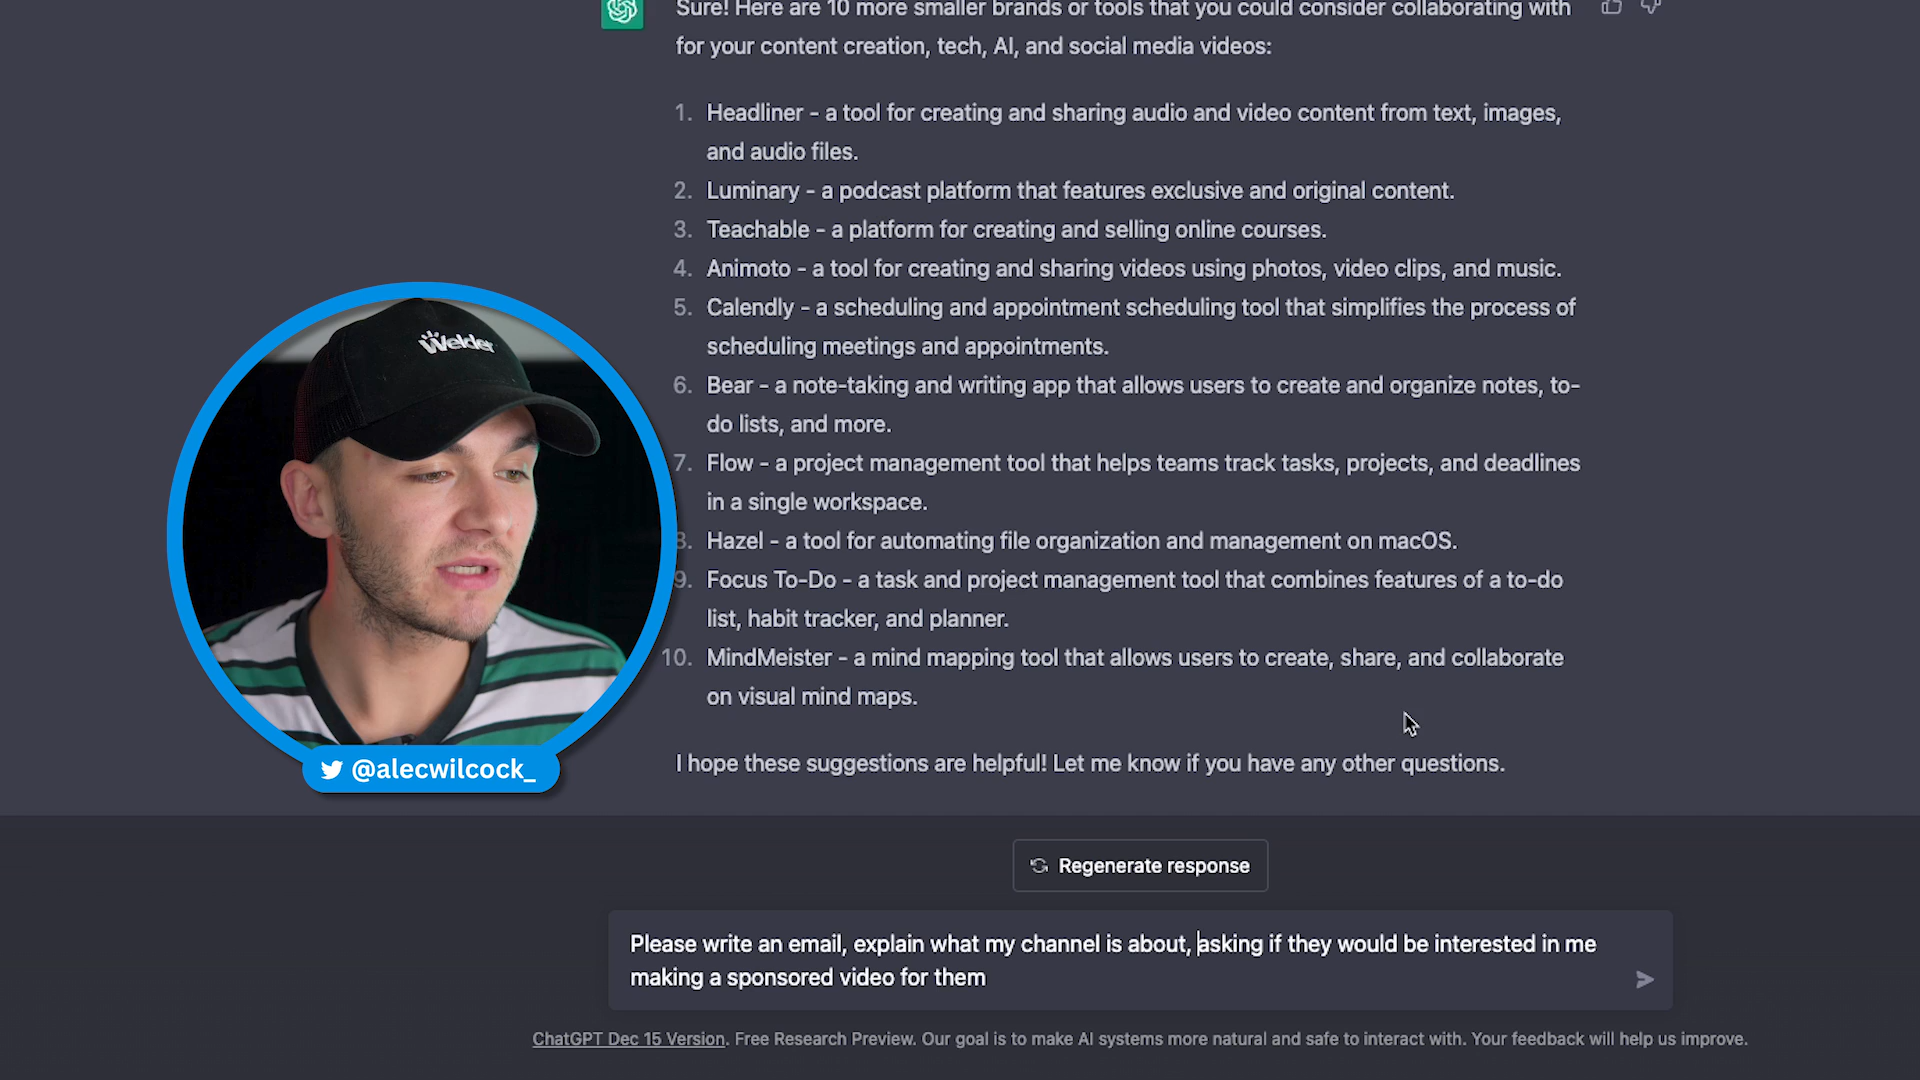 Sure! Here are 10 more smaller brands or tools that you could consider collaborating with
for your content creation, tech, AI, and social media videos:
1. Headliner - a tool for creating and sharing audio and video content from text, images,
and audio files.
2. Luminary - a podcast platform that features exclusive and original content.
3. Teachable - a platform for creating and selling online courses.
4. Animoto - a tool for creating and sharing videos using photos, video clips, and music.
5. Calendly - a scheduling and appointment scheduling tool that simplifies the process of
scheduling meetings and appointments.
6. Bear - a note-taking and writing app that allows users to create and organize notes, to-
do lists, and more.
7. Flow - a project management tool that helps teams track tasks, projects, and deadlines
in a single workspace.
8. Hazel - a tool for automating file organization and management on macOS.
9. Focus To-Do - a task and project management tool that combines features of a to-do
list, habit tracker, and planner.
10. MindMeister - a mind mapping tool that allows users to create, share, and collaborate
on visual mind maps.
I hope these suggestions are helpful! Let me know if you have any other questions.
Welder
@alecwilcock_
Regenerate response
Please write an email, explain what my channel is about, asking if they would be interested in me
making a sponsored video for them
ChatGPT Dec 15 Version. Free Research Preview. Our goal is to make AI systems more natural and safe to interact with. Your feedback will help us improve.